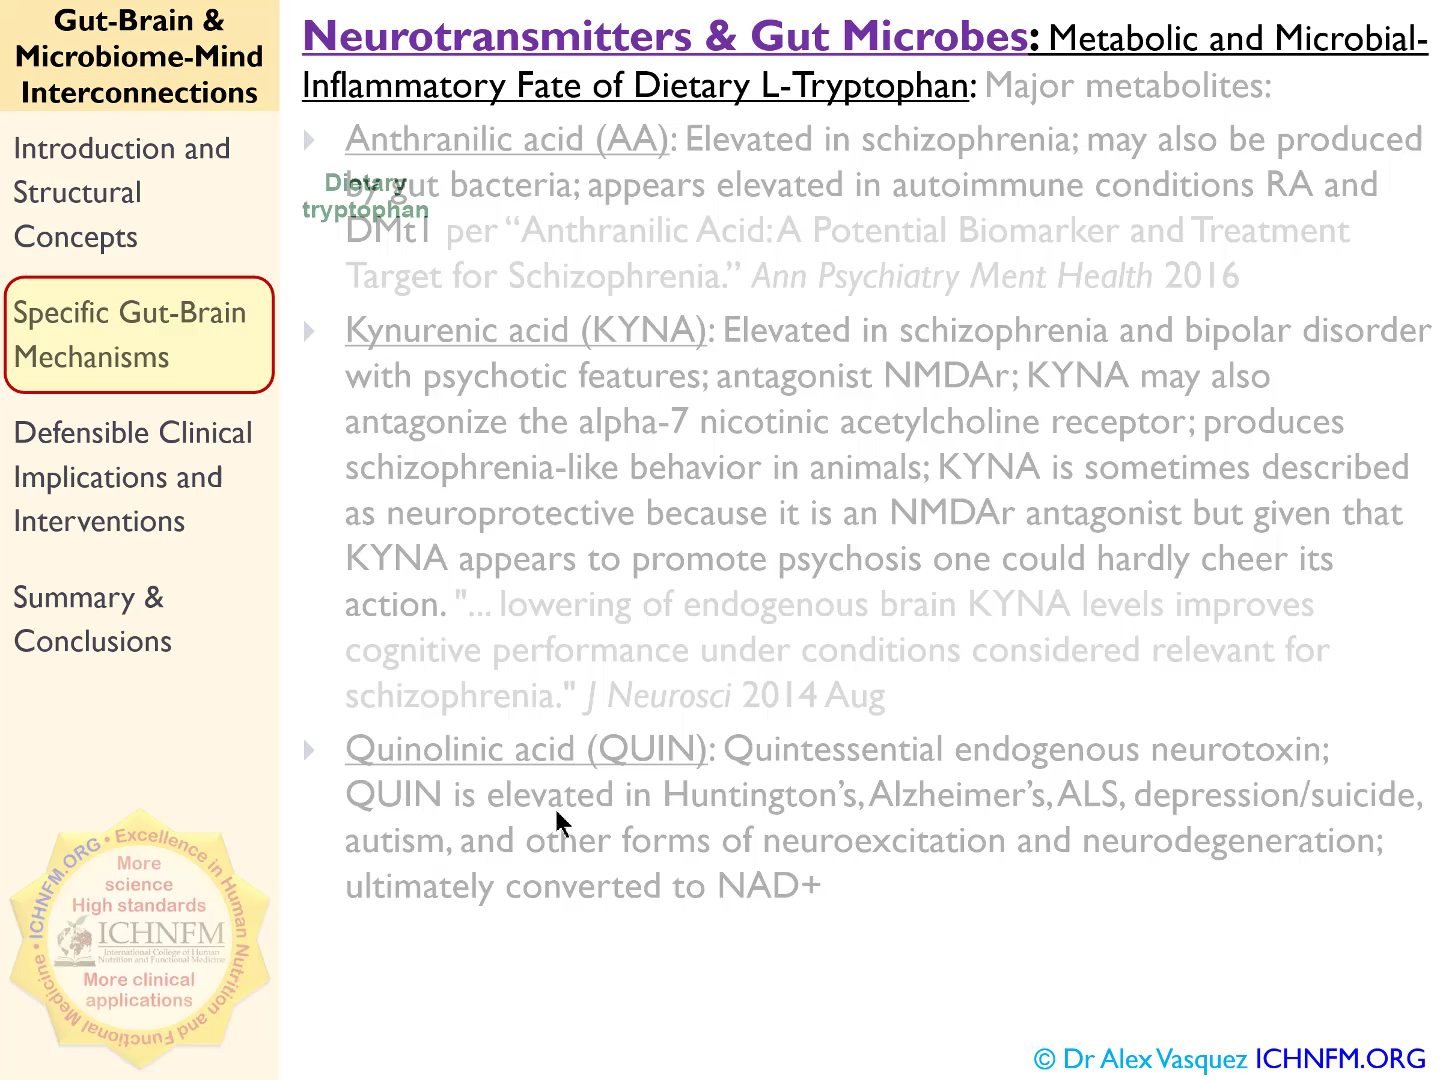 Gut-Brain &
Microbiome-Mind
Interconnections
Introduction and
Structural
Concepts
Specific Gut-Brain
Mechanisms
Defensible Clinical
Implications and
Interventions
Summary &
Conclusions
• Excellence in Human Nutrition and Functional Medicine • ICHNFM.ORG
More
science
High standards
ICHNFM
International College of Human
Nutrition and Functional Medicine
More clinical
applications
Neurotransmitters & Gut Microbes: Metabolic and Microbial-
Inflammatory Fate of Dietary L-Tryptophan: Major metabolites:
Anthranilic acid (AA): Elevated in schizophrenia; may also be produced
by gut bacteria; appears elevated in autoimmune conditions RA and
DMt1 per “Anthranilic Acid: A Potential Biomarker and Treatment
Target for Schizophrenia.” Ann Psychiatry Ment Health 2016
Dietary
tryptophan
Kynurenic acid (KYNA): Elevated in schizophrenia and bipolar disorder
with psychotic features; antagonist NMDAr; KYNA may also
antagonize the alpha-7 nicotinic acetylcholine receptor; produces
schizophrenia-like behavior in animals; KYNA is sometimes described
as neuroprotective because it is an NMDAr antagonist but given that
KYNA appears to promote psychosis one could hardly cheer its
action. "... lowering of endogenous brain KYNA levels improves
cognitive performance under conditions considered relevant for
schizophrenia." J Neurosci 2014 Aug
Quinolinic acid (QUIN): Quintessential endogenous neurotoxin;
QUIN is elevated in Huntington’s, Alzheimer’s, ALS, depression/suicide,
autism, and other forms of neuroexcitation and neurodegeneration;
ultimately converted to NAD+
© Dr Alex Vasquez ICHNFM.ORG